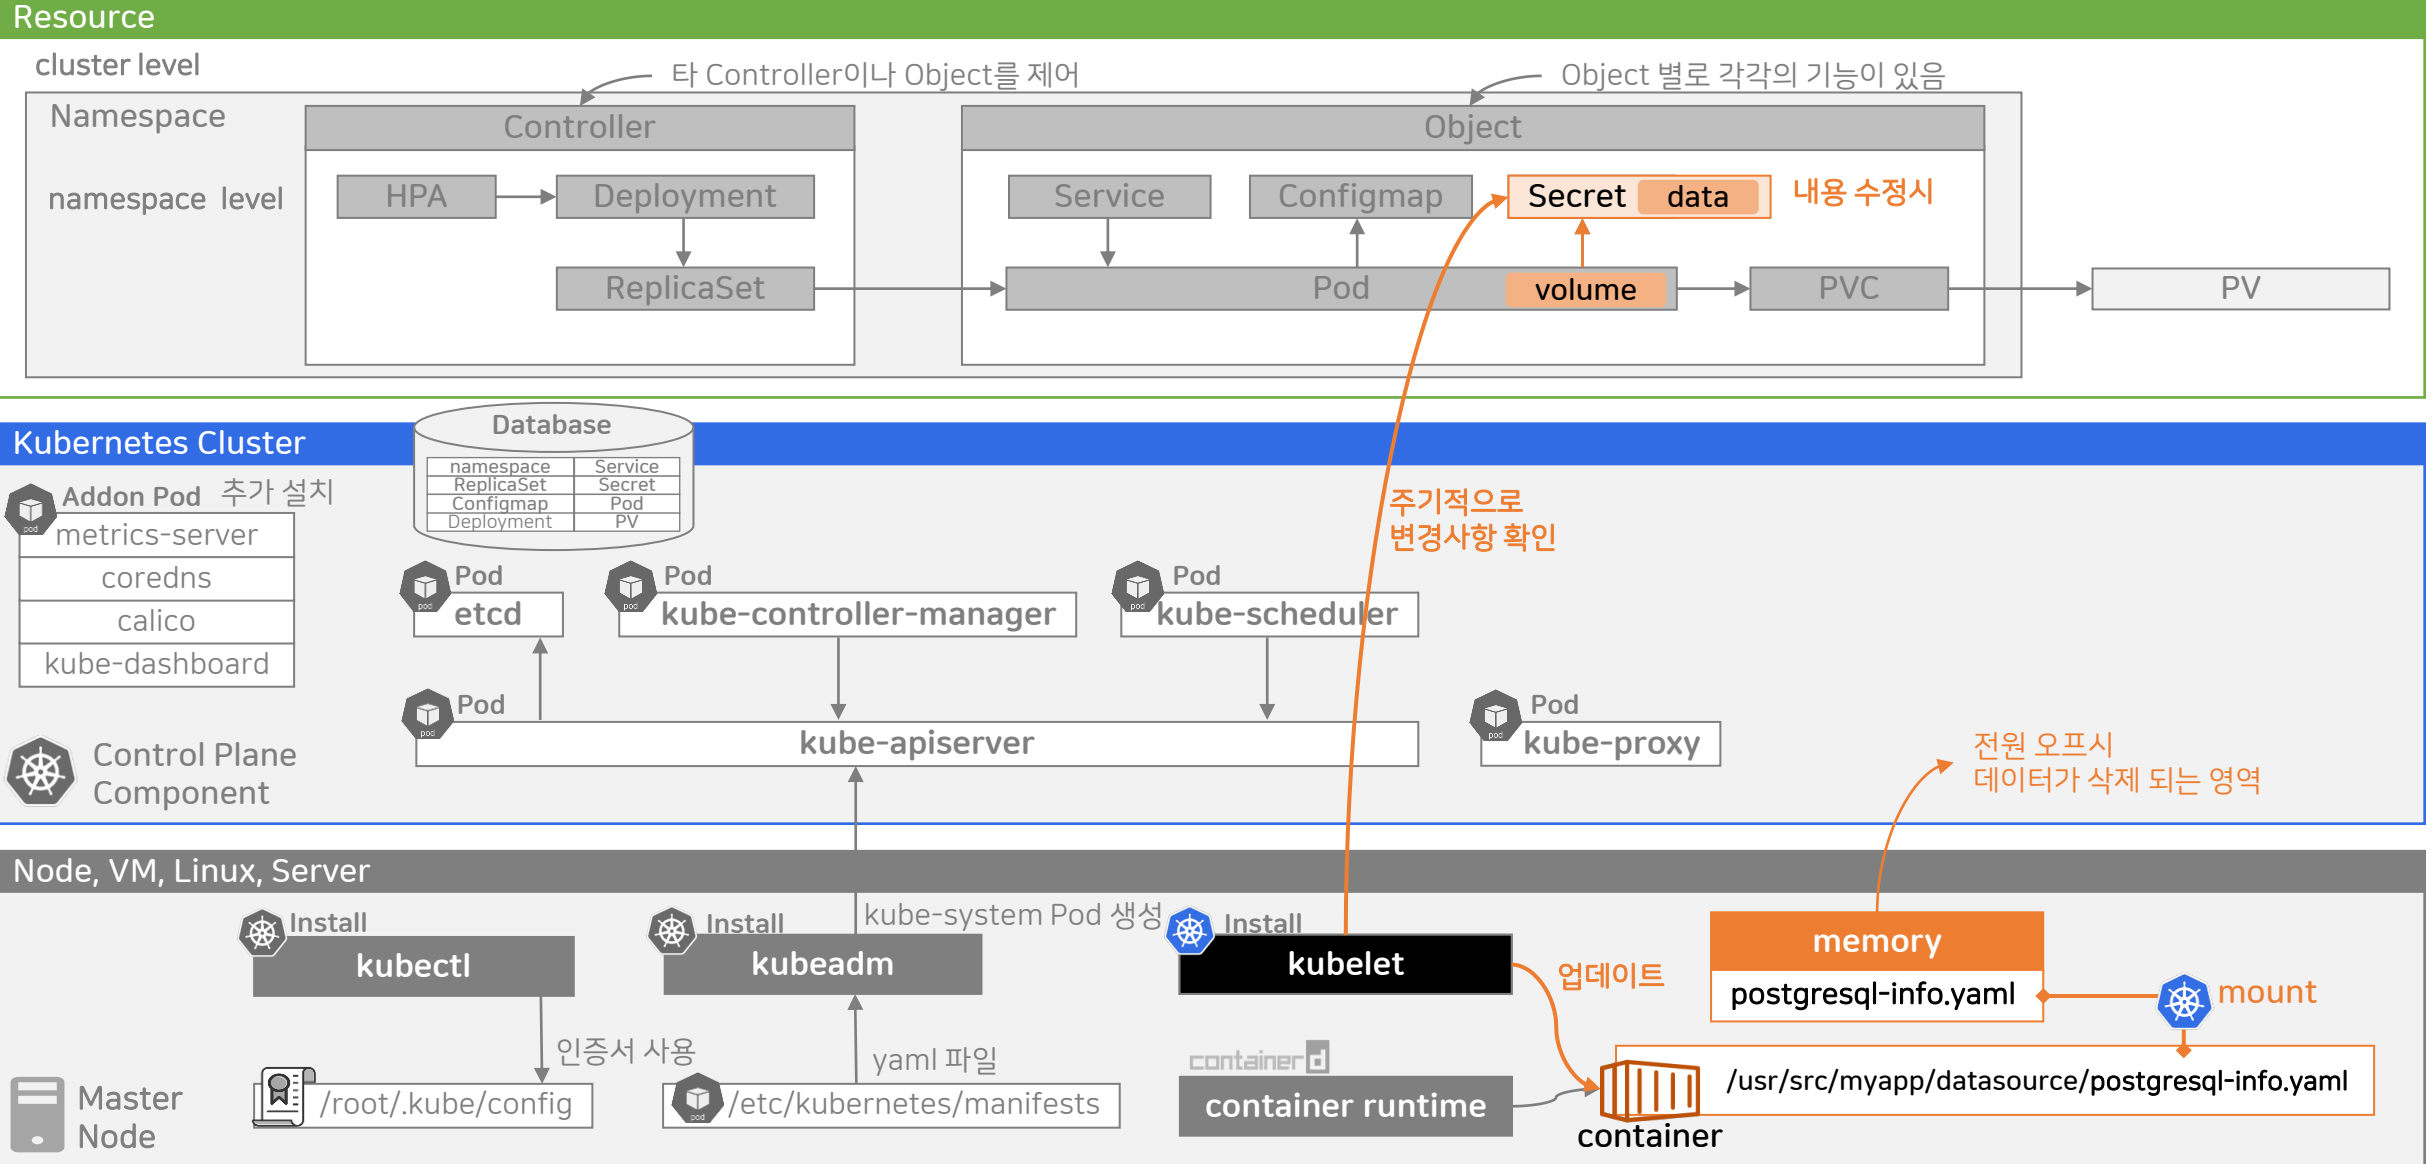 Resource
cluster level
타 Controller이나 Object를 제어
Object 별로 각각의 기능이 있음
Namespace
Controller
Object
namespace level
HPA
Deployment
Service
Configmap
Secret
data
내용 수정시
ReplicaSet
Pod
volume
PVC
PV
Kubernetes Cluster
Database
namespace
Service
ReplicaSet
Secret
Configmap
Pod
Deployment
PV
Addon Pod
추가 설치
pod
metrics-server
coredns
calico
kube-dashboard
주기적으로
변경사항 확인
Pod
pod
etcd
Pod
pod
kube-controller-manager
Pod
pod
kube-scheduler
Pod
pod
kube-apiserver
Pod
pod
kube-proxy
Control Plane
Component
전원 오프시
데이터가 삭제 되는 영역
Node, VM, Linux, Server
Install
kubectl
Install
kubeadm
kube-system Pod 생성
Install
kubelet
업데이트
memory
postgresql-info.yaml
mount
인증서 사용
yaml 파일
containerd
Master
Node
/root/.kube/config
pod
/etc/kubernetes/manifests
container runtime
container
/usr/src/myapp/datasource/postgresql-info.yaml